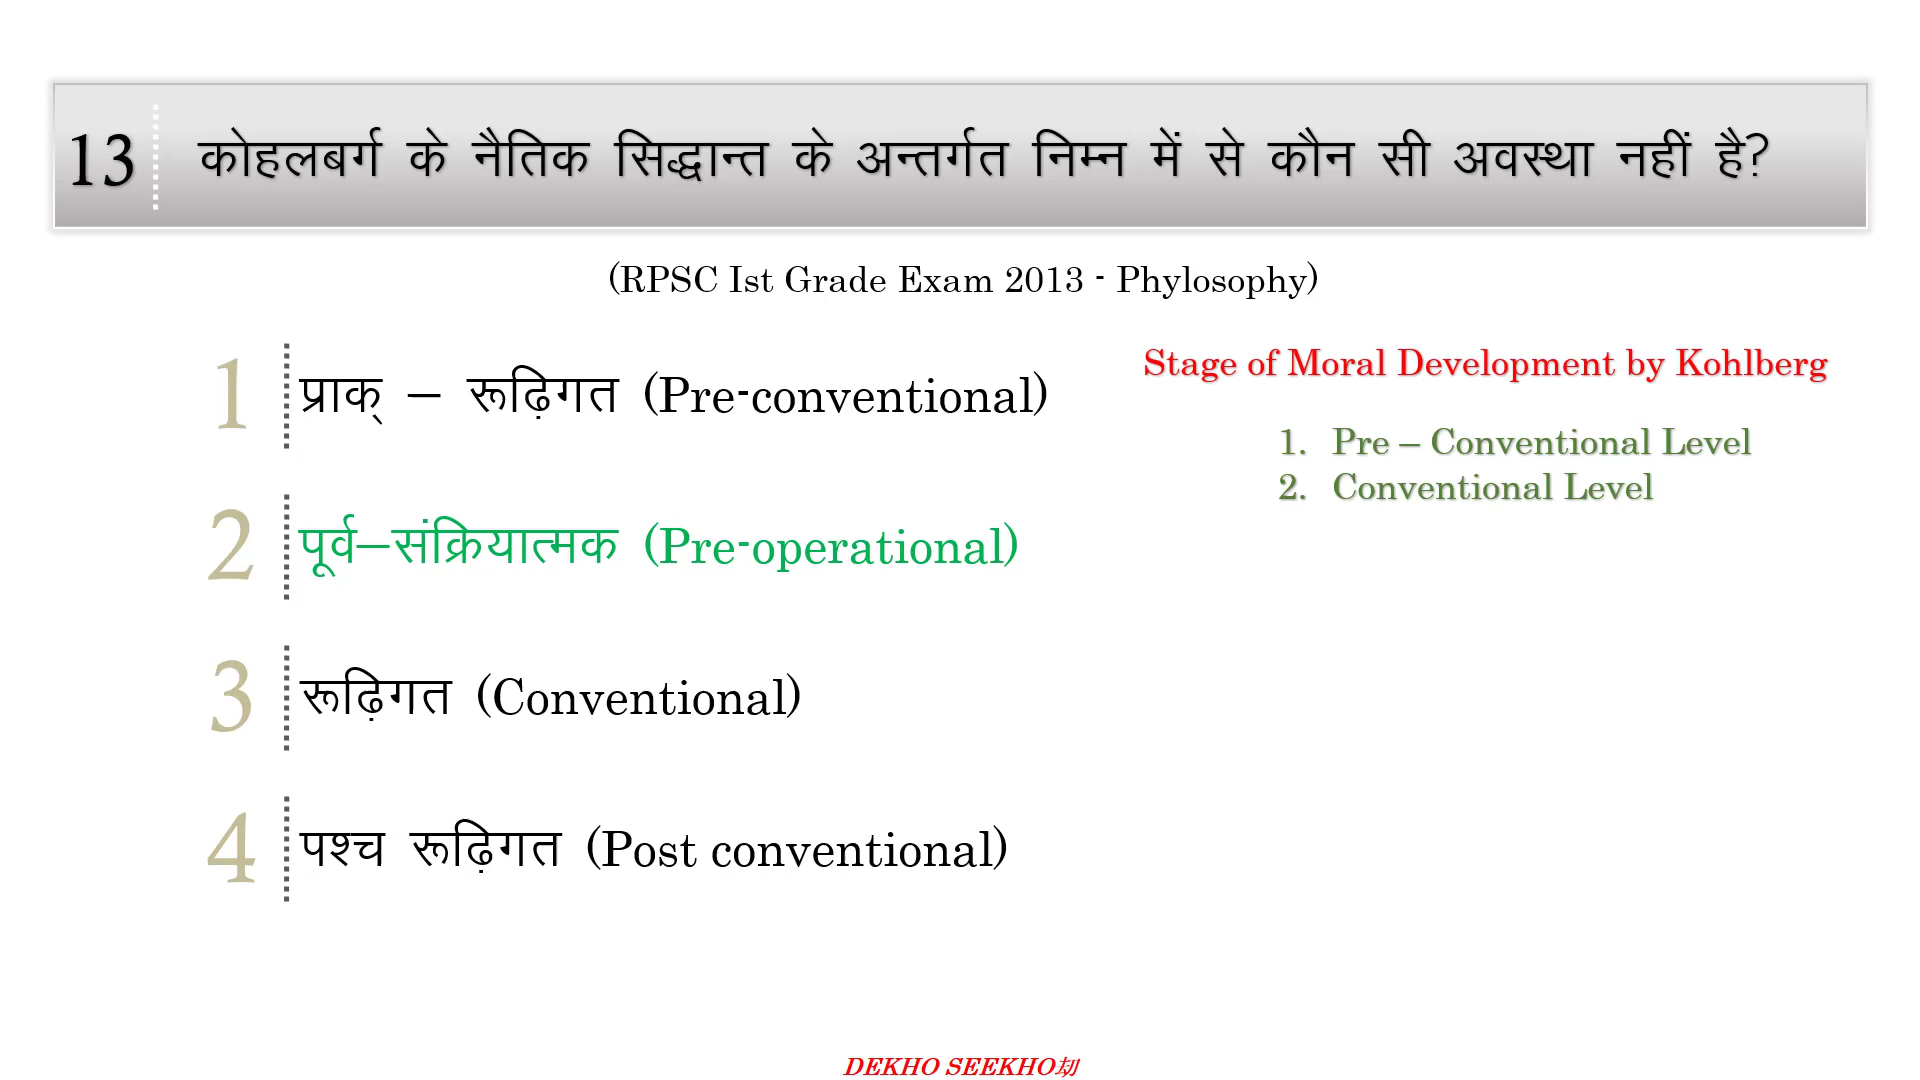 13 कोहलबर्ग के नैतिक सिद्धान्त के अन्तर्गत निम्न में से कौन सी अवस्था नहीं है?
(RPSC Ist Grade Exam 2013 - Phylosophy)
1 प्राक् – रूढ़िगत (Pre-conventional)
2 पूर्व–संक्रियात्मक (Pre-operational)
3 रूढ़िगत (Conventional)
4 पश्च रूढ़िगत (Post conventional)
Stage of Moral Development by Kohlberg
1. Pre – Conventional Level
2. Conventional Level
DEKHO SEEKHO